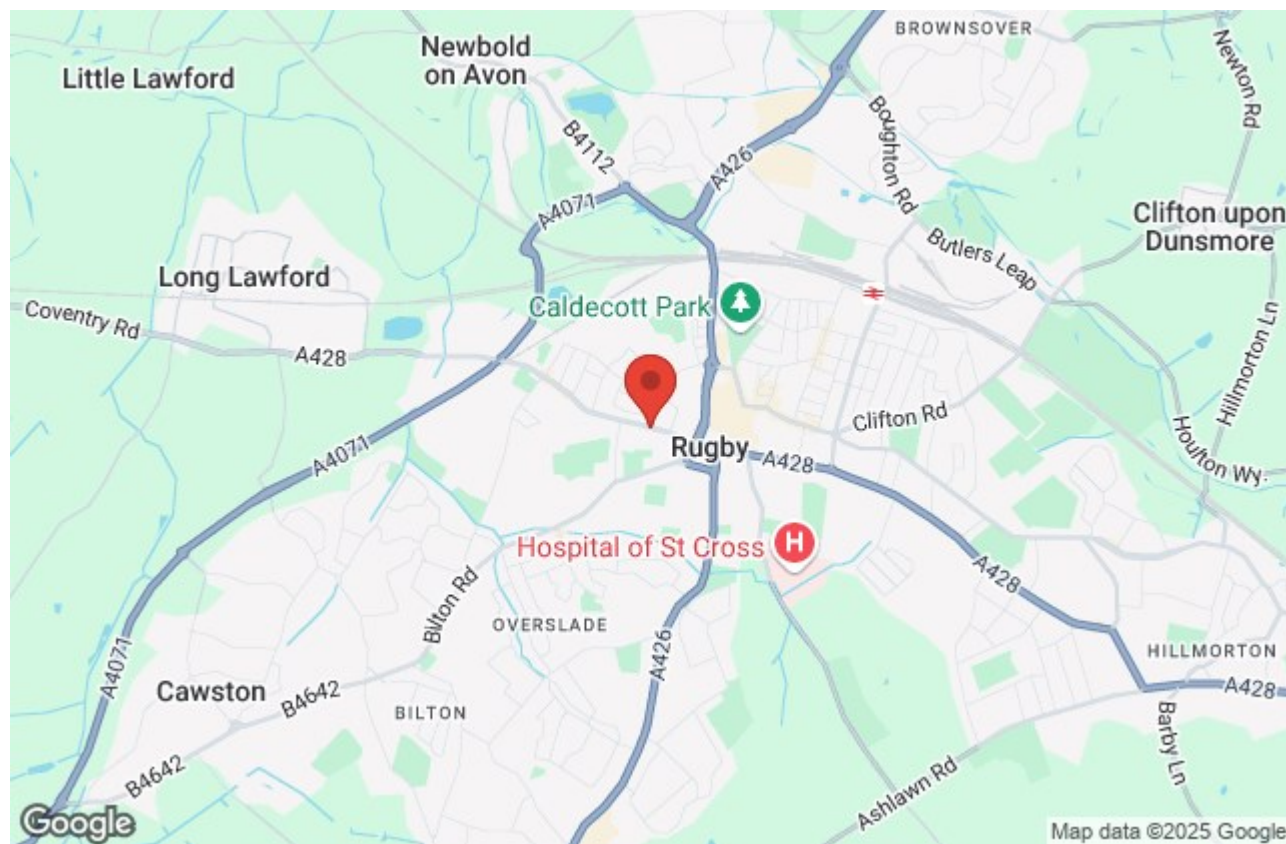 BROWNSOVER
Newbold
on Avon
Little Lawford
Newton Rd
B4112
A426
Boughton Rd
A4071
Clifton upon
Dunsmore
Butlers Leap
Long Lawford
Caldecott Park
Coventry Rd
A428
Hillmorton Ln
Clifton Rd
Houlton Wy.
Rugby
A428
A4071
Hospital of St Cross
H
A428
Bilton Rd
OVERSLADE
A426
HILLMORTON
A4071
Cawston
B4642
A428
BILTON
Barby Ln
B4642
Ashlawn Rd
Google
Map data ©2025 Google